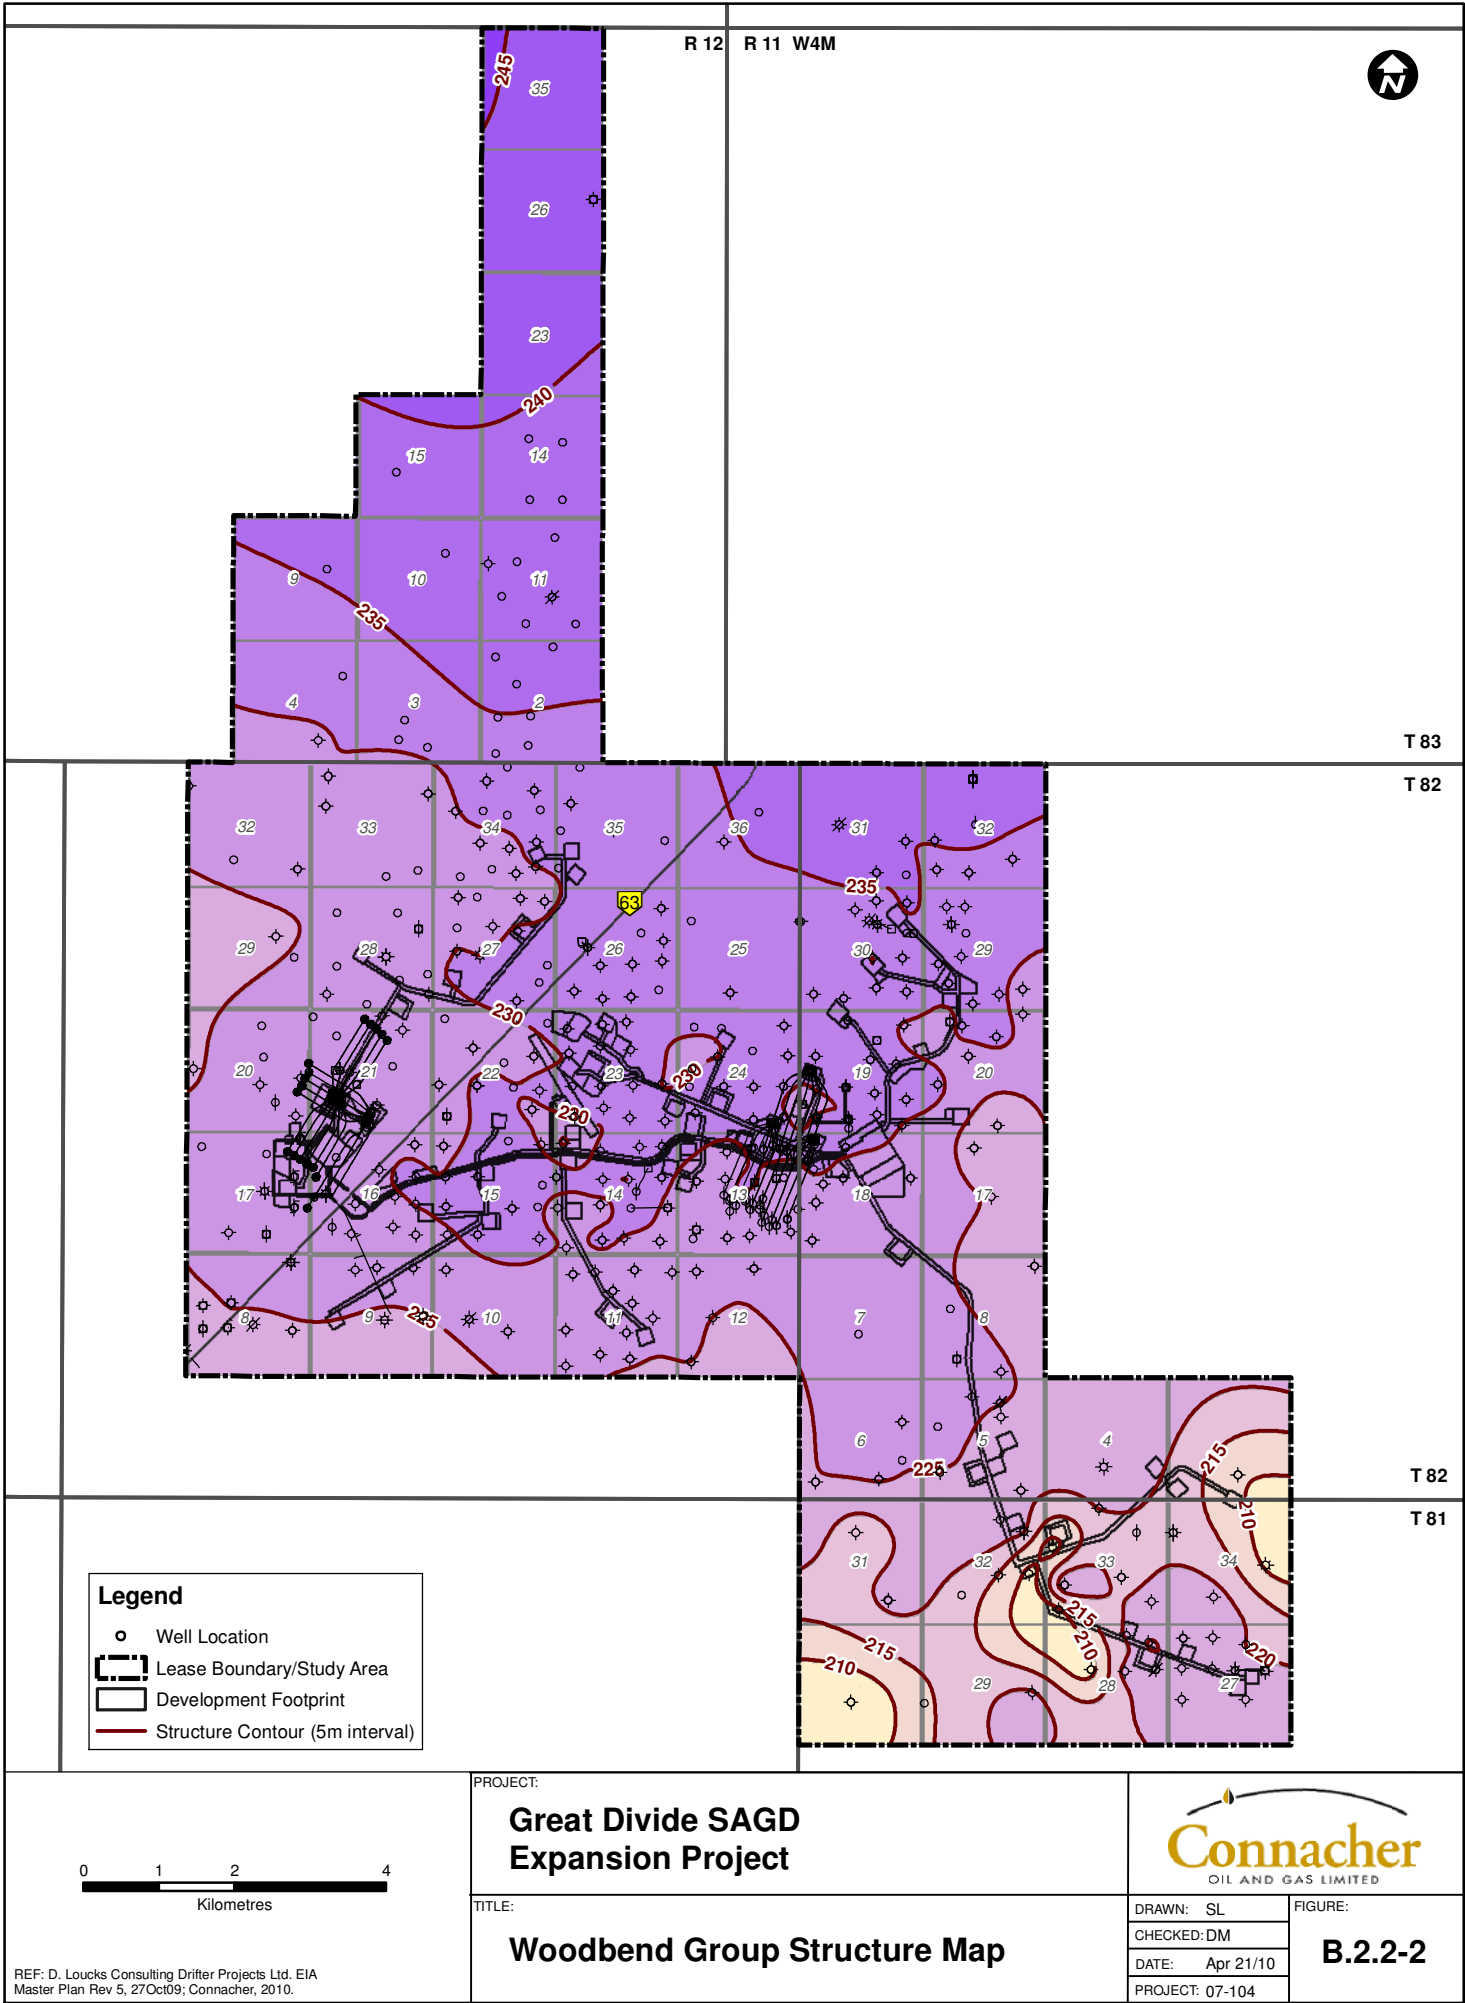 R 12
R 11 W4M
N
245
35
26
23
240
15
14
9
10
11
235
4
3
2
T 83
T 82
32
33
34
35
36
31
32
235
63
29
28
27
26
25
30
29
230
20
21
22
23
230
24
19
20
230
17
16
15
14
13
18
17
8
9
225
10
11
12
7
8
6
5
4
225
215
210
T 82
T 81
31
32
33
34
215
210
215
210
220
29
28
27
Legend
Well Location
Lease Boundary/Study Area
Development Footprint
Structure Contour (5m interval)
0 1 2 4
Kilometres
REF: D. Loucks Consulting Drifter Projects Ltd. EIA
Master Plan Rev 5, 27Oct09; Connacher, 2010.
PROJECT:
Great Divide SAGD
Expansion Project
TITLE:
Woodbend Group Structure Map
Connacher
OIL AND GAS LIMITED
DRAWN: SL
CHECKED: DM
DATE: Apr 21/10
PROJECT: 07-104
FIGURE:
B.2.2-2